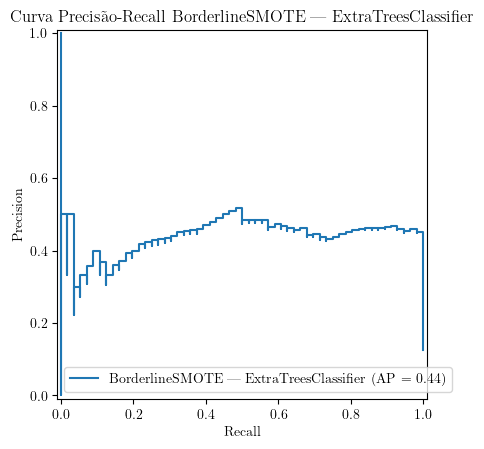 Curva Precisão-Recall BorderlineSMOTE — ExtraTreesClassifier
1.0
0.8
0.6
0.4
0.2
0.0
Precision
BorderlineSMOTE — ExtraTreesClassifier (AP = 0.44)
0.0 0.2 0.4 0.6 0.8 1.0
Recall